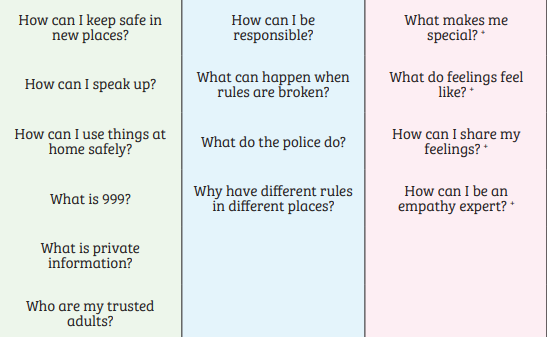 How can I keep safe in
new places?
How can I speak up?
How can I use things at
home safely?
What is 999?
What is private
information?
Who are my trusted
adults?
How can I be
responsible?
What can happen when
rules are broken?
What do the police do?
Why have different rules
in different places?
What makes me
special? +
What do feelings feel
like? +
How can I share my
feelings? +
How can I be an
empathy expert? +